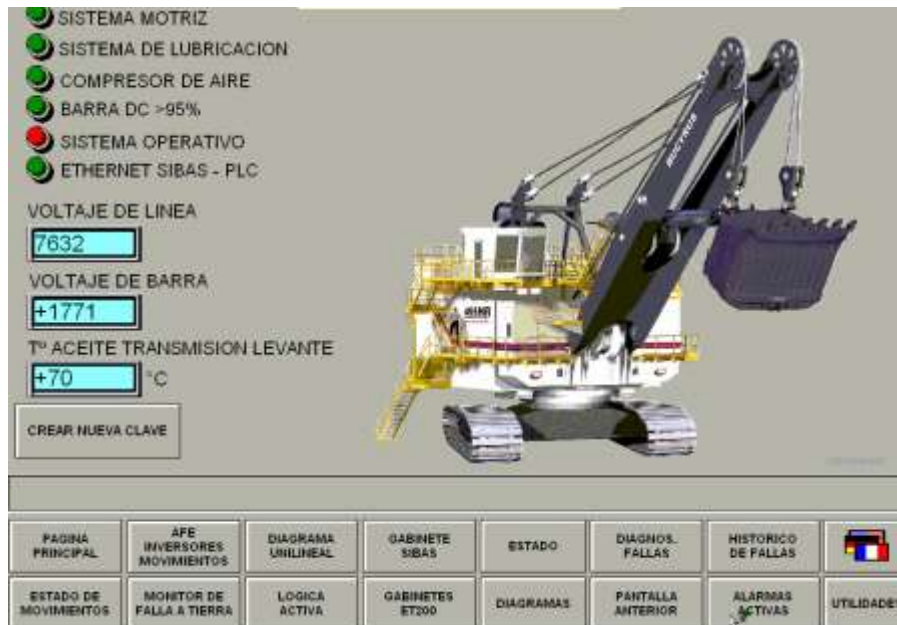 SISTEMA MOTRIZ
SISTEMA DE LUBRICACION
COMPRESOR DE AIRE
BARRA DC >95%
SISTEMA OPERATIVO
ETHERNET SIBAS - PLC
VOLTAJE DE LINEA
7632
VOLTAJE DE BARRA
+1771
Tº ACEITE TRANSMISION LEVANTE
+70 °C
CREAR NUEVA CLAVE
BUCYRUS
PAGINA PRINCIPAL
AFE INVERSORES MOVIMIENTOS
DIAGRAMA UNILINEAL
GABINETE SIBAS
ESTADO
DIAGNOS. FALLAS
HISTORICO DE FALLAS
ESTADO DE MOVIMIENTOS
MONITOR DE FALLA A TIERRA
LOGICA ACTIVA
GABINETES ET200
DIAGRAMAS
PANTALLA ANTERIOR
ALARMAS ACTIVAS
UTILIDADES